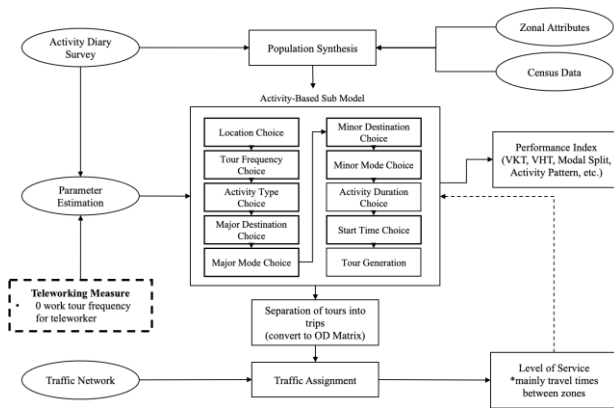 Activity Diary
Survey
Population Synthesis
Zonal Attributes
Census Data
Activity-Based Sub Model
Location Choice
Tour Frequency
Choice
Activity Type
Choice
Major Destination
Choice
Major Mode Choice
Minor Destination
Choice
Minor Mode Choice
Activity Duration
Choice
Start Time Choice
Tour Generation
Performance Index
(VKT, VHT, Modal Split,
Activity Pattern, etc.)
Parameter
Estimation
Teleworking Measure
• 0 work tour frequency
for teleworker
Separation of tours into
trips
(convert to OD Matrix)
Traffic Network
Traffic Assignment
Level of Service
*mainly travel times
between zones